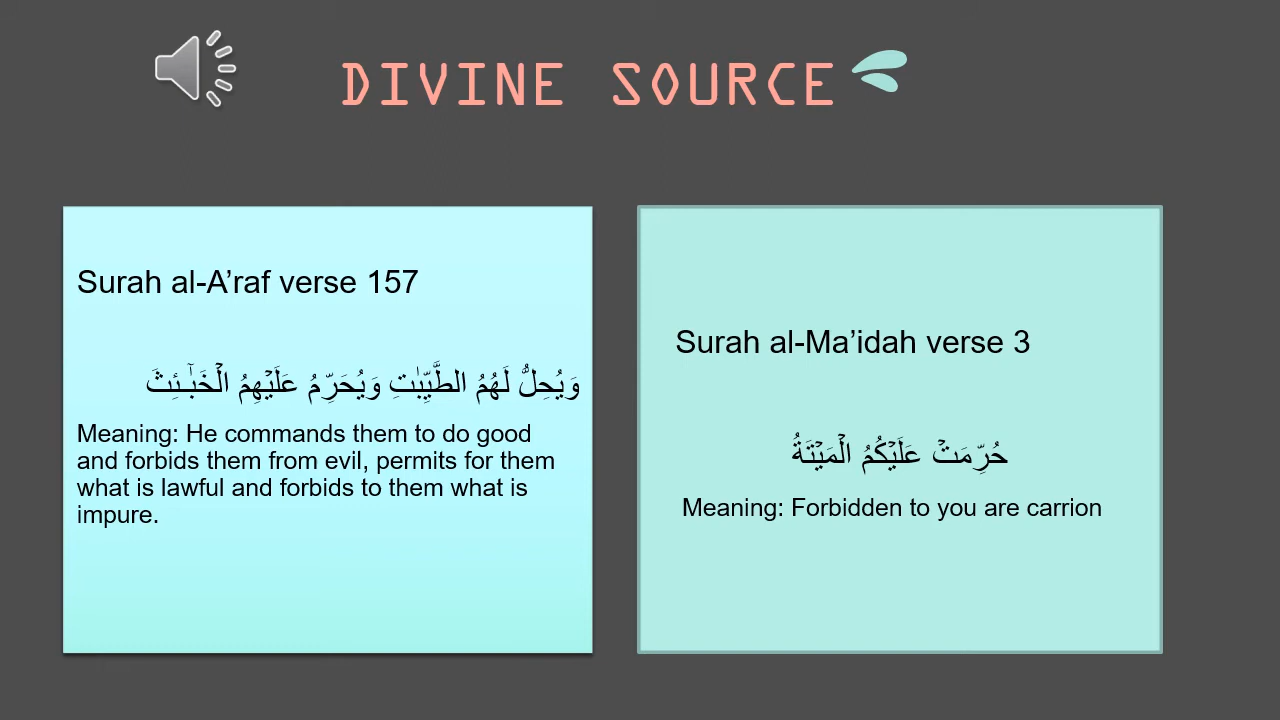 DIVINE SOURCE
Surah al-A’raf verse 157
وَيُحِلُّ لَهُمُ الطَّيِّبٰتِ وَيُحَرِّمُ عَلَيْهِمُ الْخَبٰٓئِثَ
Meaning: He commands them to do good
and forbids them from evil, permits for them
what is lawful and forbids to them what is
impure.
Surah al-Ma’idah verse 3
حُرِّمَتْ عَلَيْكُمُ الْمَيْتَةُ
Meaning: Forbidden to you are carrion